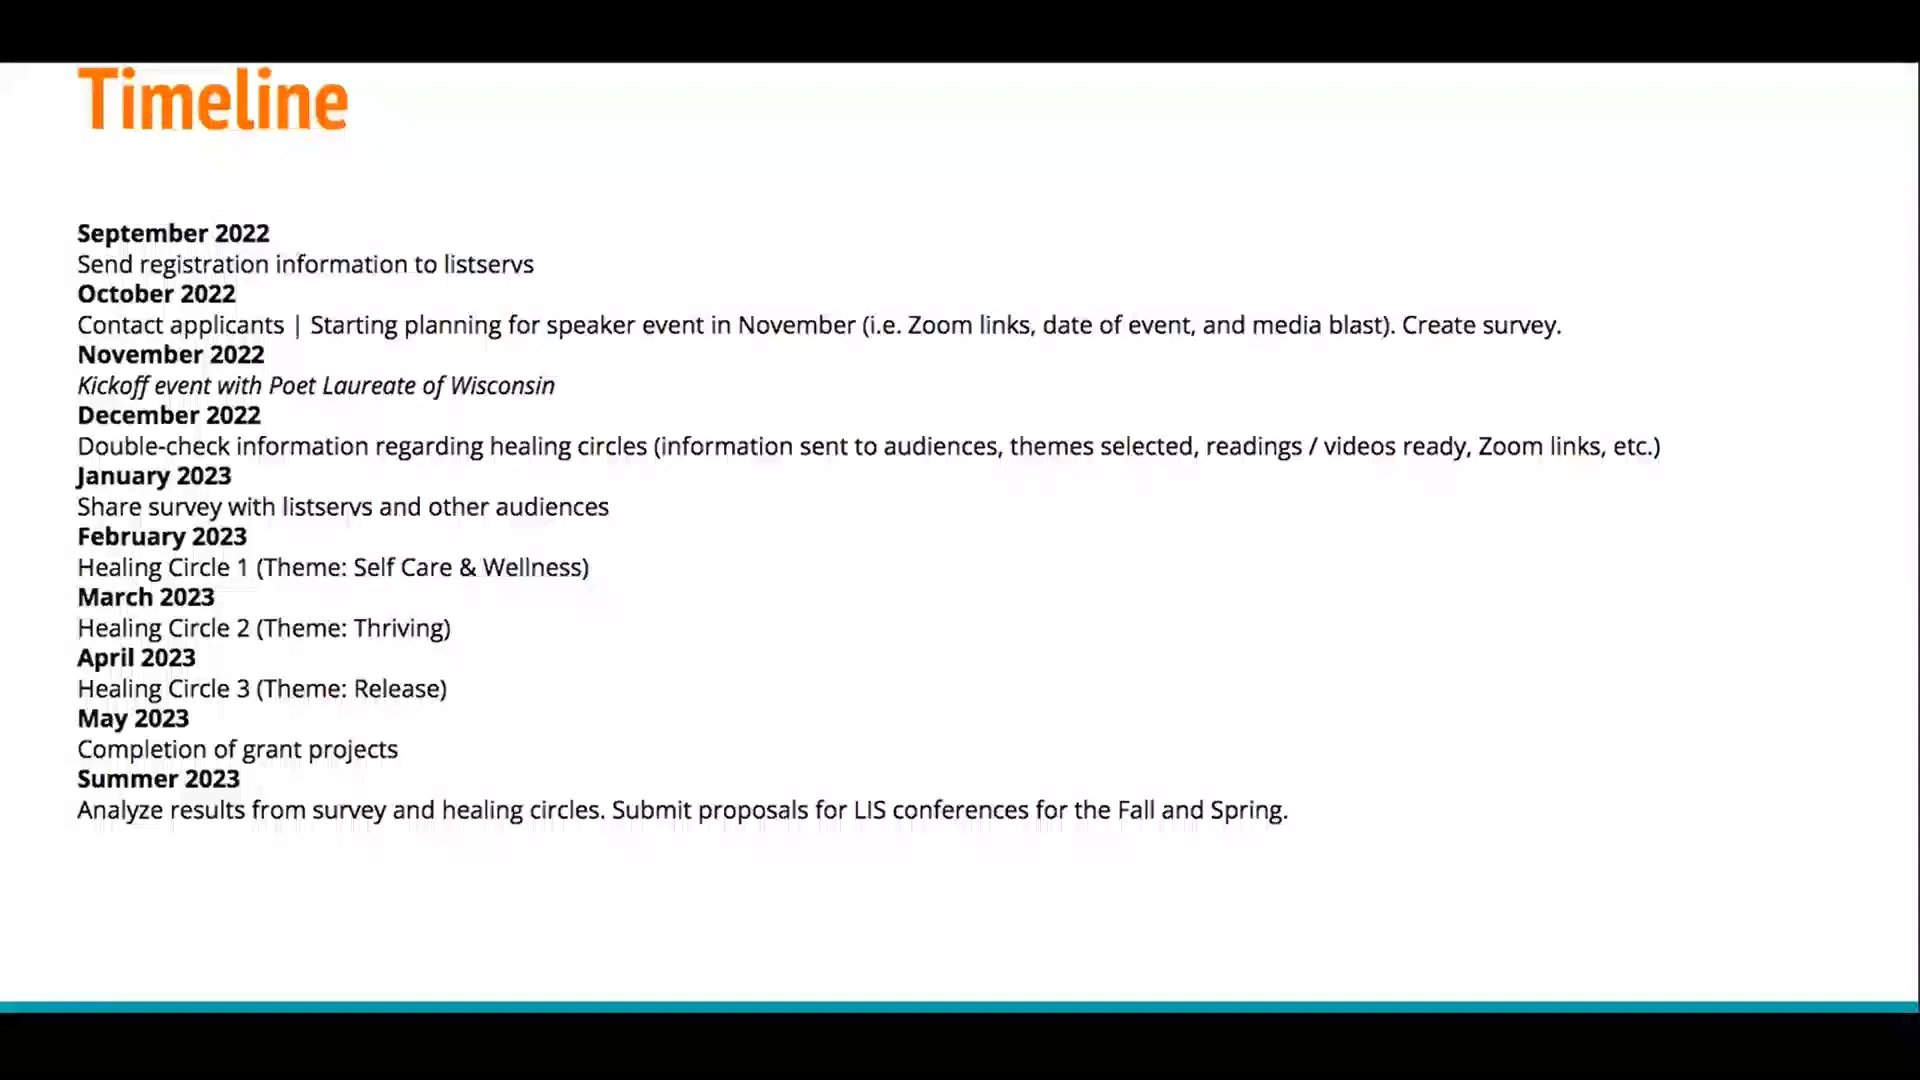 Timeline
September 2022
Send registration information to listservs
October 2022
Contact applicants | Starting planning for speaker event in November (i.e. Zoom links, date of event, and media blast). Create survey.
November 2022
Kickoff event with Poet Laureate of Wisconsin
December 2022
Double-check information regarding healing circles (information sent to audiences, themes selected, readings / videos ready, Zoom links, etc.)
January 2023
Share survey with listservs and other audiences
February 2023
Healing Circle 1 (Theme: Self Care & Wellness)
March 2023
Healing Circle 2 (Theme: Thriving)
April 2023
Healing Circle 3 (Theme: Release)
May 2023
Completion of grant projects
Summer 2023
Analyze results from survey and healing circles. Submit proposals for LIS conferences for the Fall and Spring.